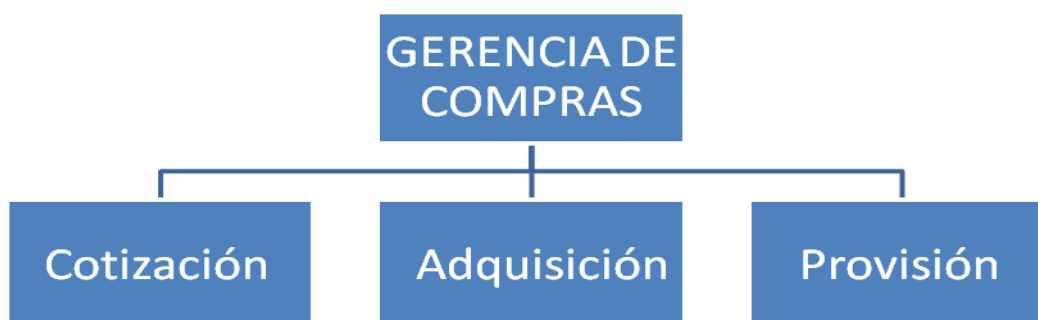 GERENCIA DE
COMPRAS
Cotización
Adquisición
Provisión